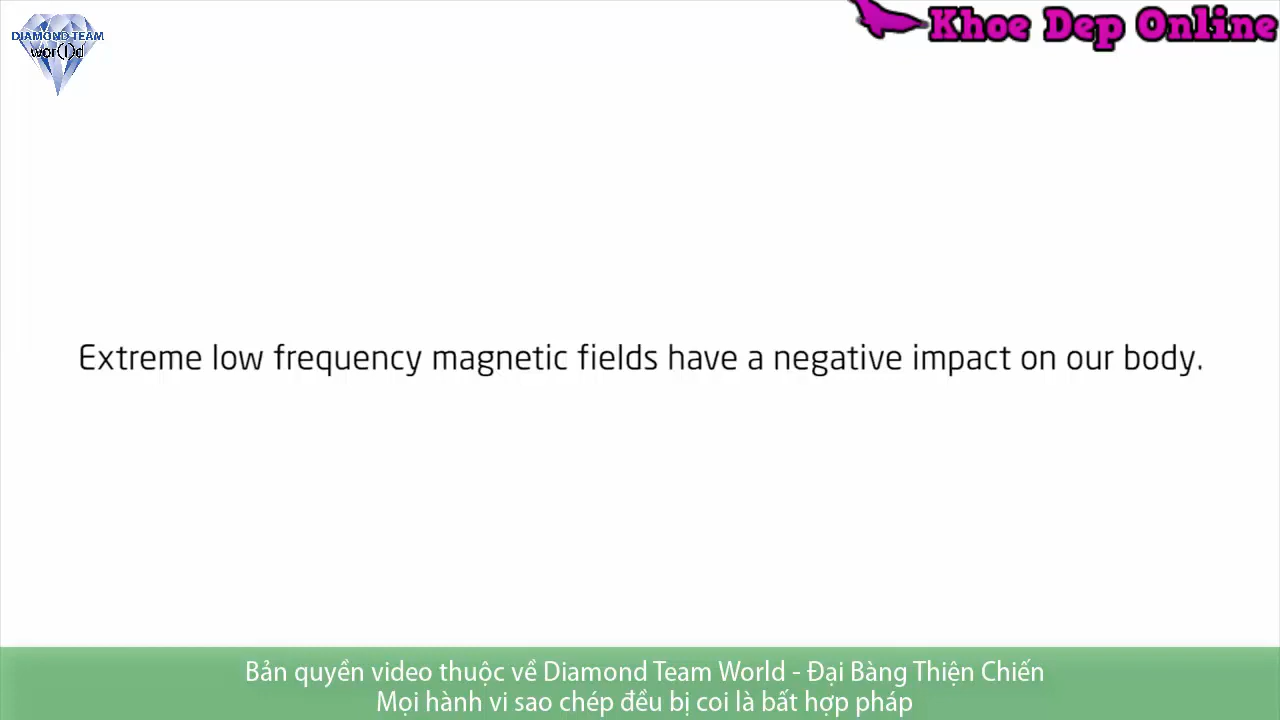 DIAMOND TEAM
wor(l)d
Khoe Dep Online
Extreme low frequency magnetic fields have a negative impact on our body.
Bản quyền video thuộc về Diamond Team World - Đại Bàng Thiện Chiến
Mọi hành vi sao chép đều bị coi là bất hợp pháp